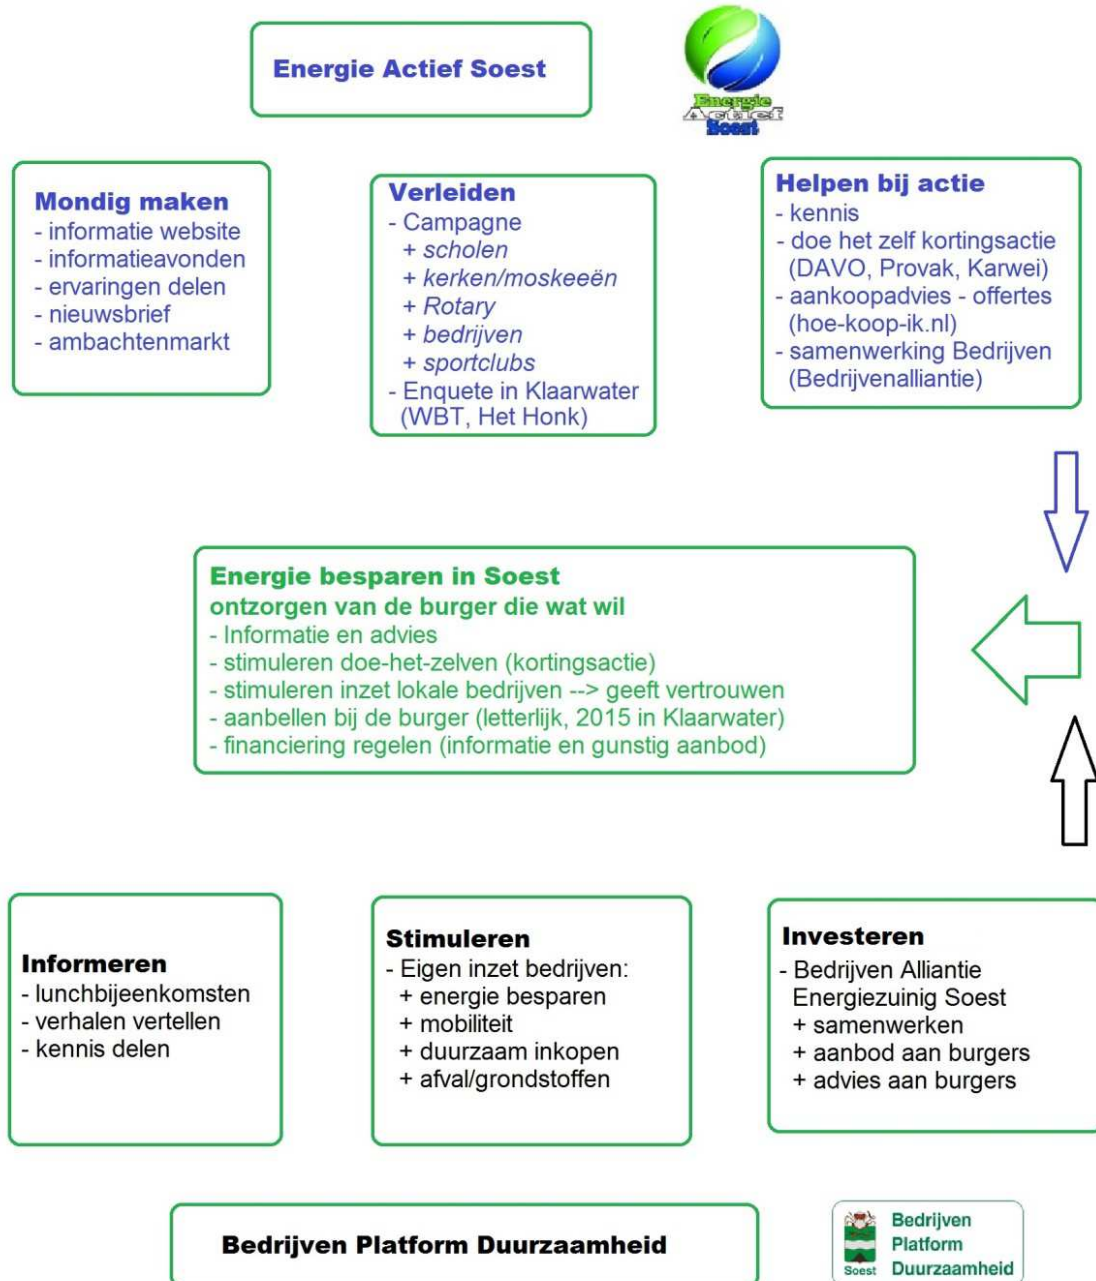 Energie Actief Soest
Energie
Actief
Soest
Mondig maken
- informatie website
- informatieavonden
- ervaringen delen
- nieuwsbrief
- ambachtenmarkt
Verleiden
- Campagne
+ scholen
+ kerken/moskeeën
+ Rotary
+ bedrijven
+ sportclubs
- Enquete in Klaarwater
(WBT, Het Honk)
Helpen bij actie
- kennis
- doe het zelf kortingsactie
(DAVO, Provak, Karwei)
- aankoopadvies - offertes
(hoe-koop-ik.nl)
- samenwerking Bedrijven
(Bedrijvenalliantie)
Energie besparen in Soest
ontzorgen van de burger die wat wil
- Informatie en advies
- stimuleren doe-het-zelven (kortingsactie)
- stimuleren inzet lokale bedrijven --> geeft vertrouwen
- aanbellen bij de burger (letterlijk, 2015 in Klaarwater)
- financiering regelen (informatie en gunstig aanbod)
Informeren
- lunchbijeenkomsten
- verhalen vertellen
- kennis delen
Stimuleren
- Eigen inzet bedrijven:
+ energie besparen
+ mobiliteit
+ duurzaam inkopen
+ afval/grondstoffen
Investeren
- Bedrijven Alliantie
Energiezuinig Soest
+ samenwerken
+ aanbod aan burgers
+ advies aan burgers
Bedrijven Platform Duurzaamheid
Bedrijven
Platform
Duurzaamheid
Soest